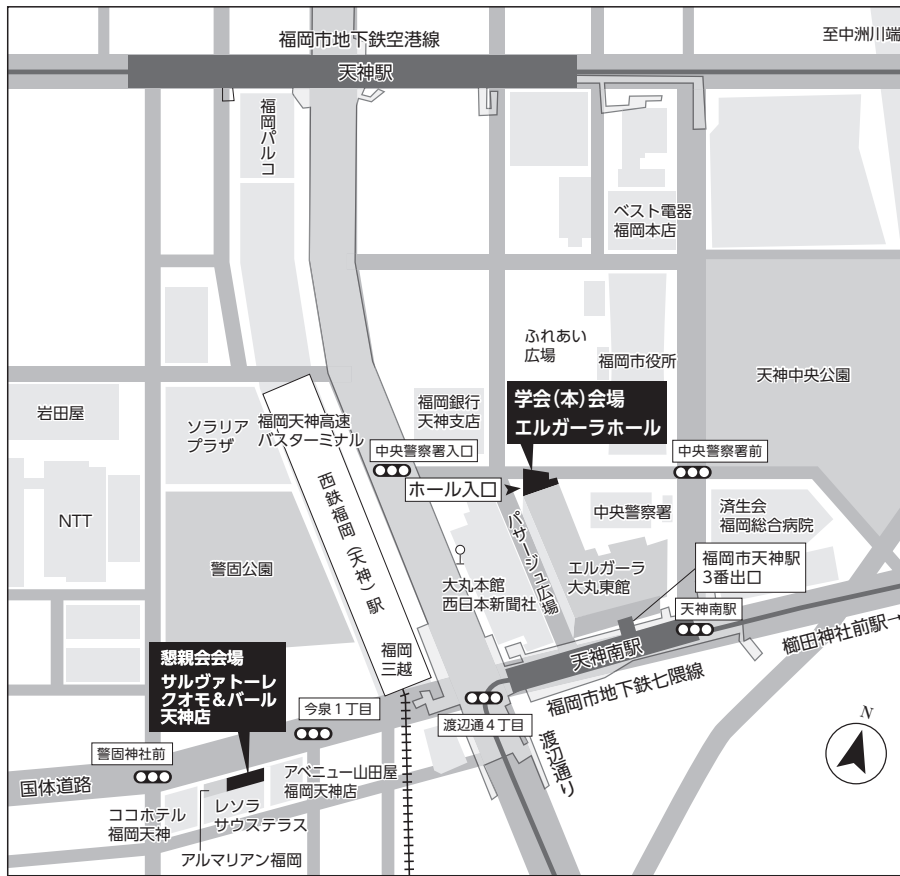 福岡市地下鉄空港線
至中洲川端
天神駅
福岡パルコ
ベスト電器
福岡本店
ふれあい
広場
福岡市役所
天神中央公園
学会(本)会場
エルガーラホール
福岡銀行
天神支店
岩田屋
ソラリア
プラザ
福岡天神高速
バスターミナル
中央警察署入口
中央警察署前
ホール入口
西鉄福岡(天神)駅
パサージュ広場
中央警察署
済生会
福岡総合病院
NTT
警固公園
大丸本館
西日本新聞社
エルガーラ
大丸東館
福岡市天神駅
3番出口
天神南駅
天神南駅
櫛田神社前駅→
福岡市地下鉄七隈線
福岡
三越
懇親会会場
サルヴァトーレ
クオモ&バール
天神店
今泉1丁目
渡辺通4丁目
渡辺通り
N
警固神社前
国体道路
アベニュー山田屋
福岡天神店
レソラ
サウステラス
ココホテル
福岡天神
アルマリアン福岡